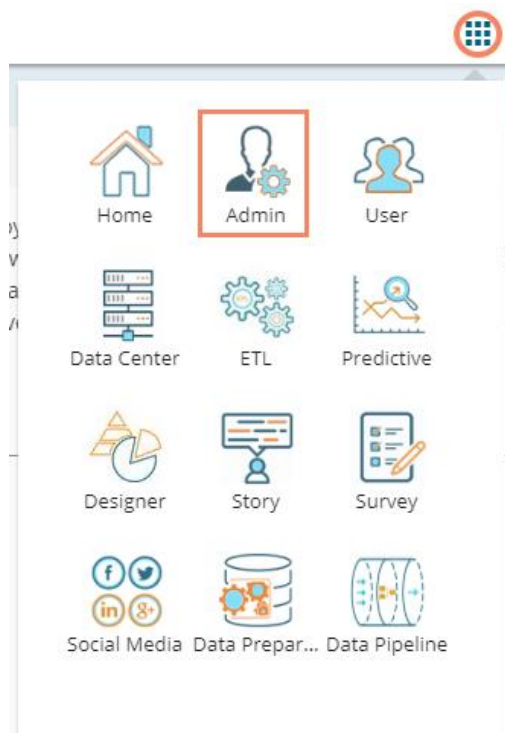 Home Admin User
Data Center ETL Predictive
Designer Story Survey
Social Media Data Prepar... Data Pipeline